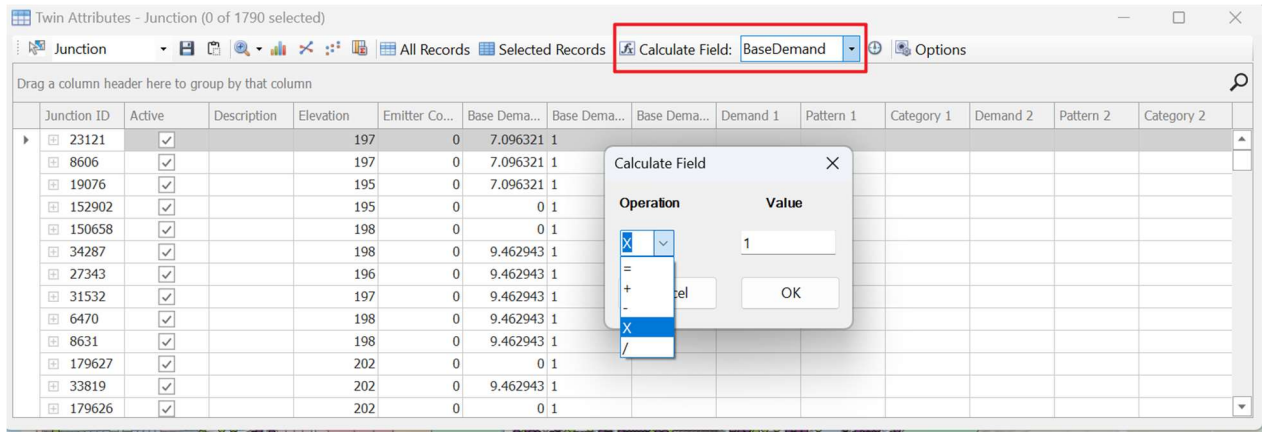 Twin Attributes - Junction (0 of 1790 selected)
Junction All Records Selected Records Calculate Field: BaseDemand Options
Drag a column header here to group by that column
Junction ID Active Description Elevation Emitter Co... Base Dema... Base Dema... Base Dema... Demand 1 Pattern 1 Category 1 Demand 2 Pattern 2 Category 2
23121 197 0 7.096321 1
8606 197 0 7.096321 1
19076 195 0 7.096321 1
152902 195 0 0 1
150658 198 0 0 1
34287 198 0 9.462943 1
27343 196 0 9.462943 1
31532 197 0 9.462943 1
6470 198 0 9.462943 1
8631 198 0 9.462943 1
179627 202 0 0 1
33819 202 0 9.462943 1
179626 202 0 0 1
Calculate Field
Operation Value
X 1
=
+
-
X
/
OK